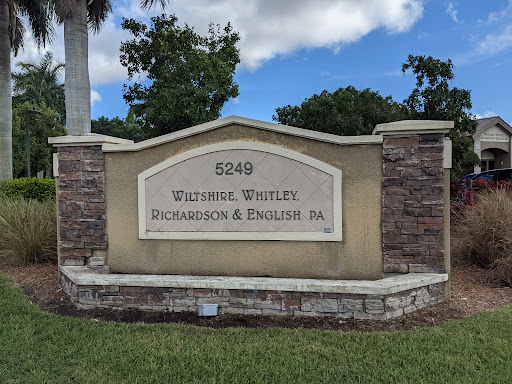 5249
WILTSHIRE, WHITLEY,
RICHARDSON & ENGLISH PA